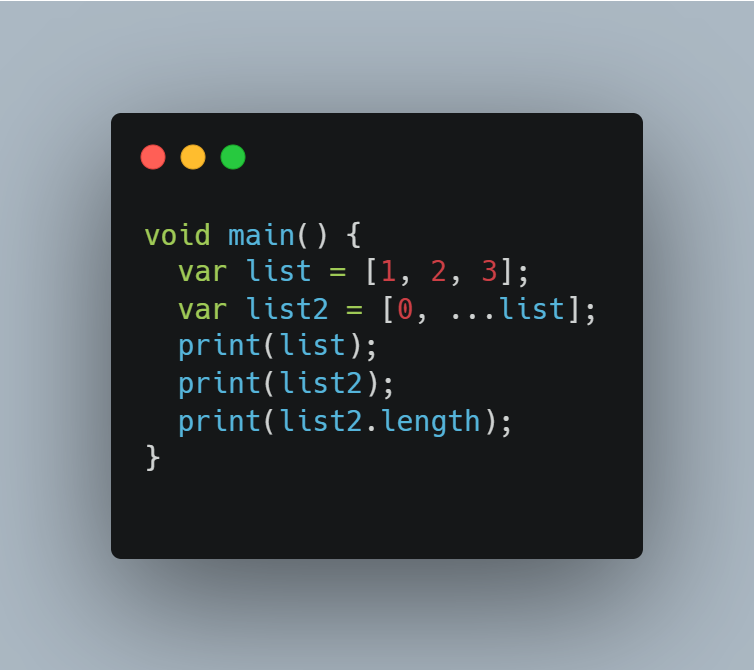 void main() {
  var list = [1, 2, 3];
  var list2 = [0, ...list];
  print(list);
  print(list2);
  print(list2.length);
}